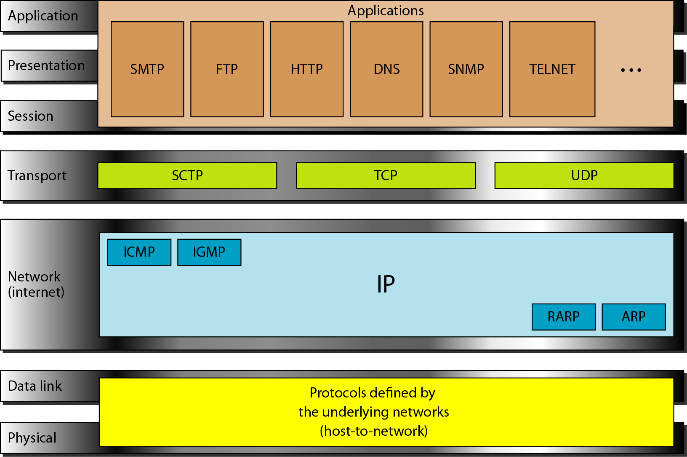 Application
Applications
Presentation
SMTP
FTP
HTTP
DNS
SNMP
TELNET
...
Session
Transport
SCTP
TCP
UDP
Network
(internet)
ICMP
IGMP
IP
RARP
ARP
Data link
Physical
Protocols defined by
the underlying networks
(host-to-network)